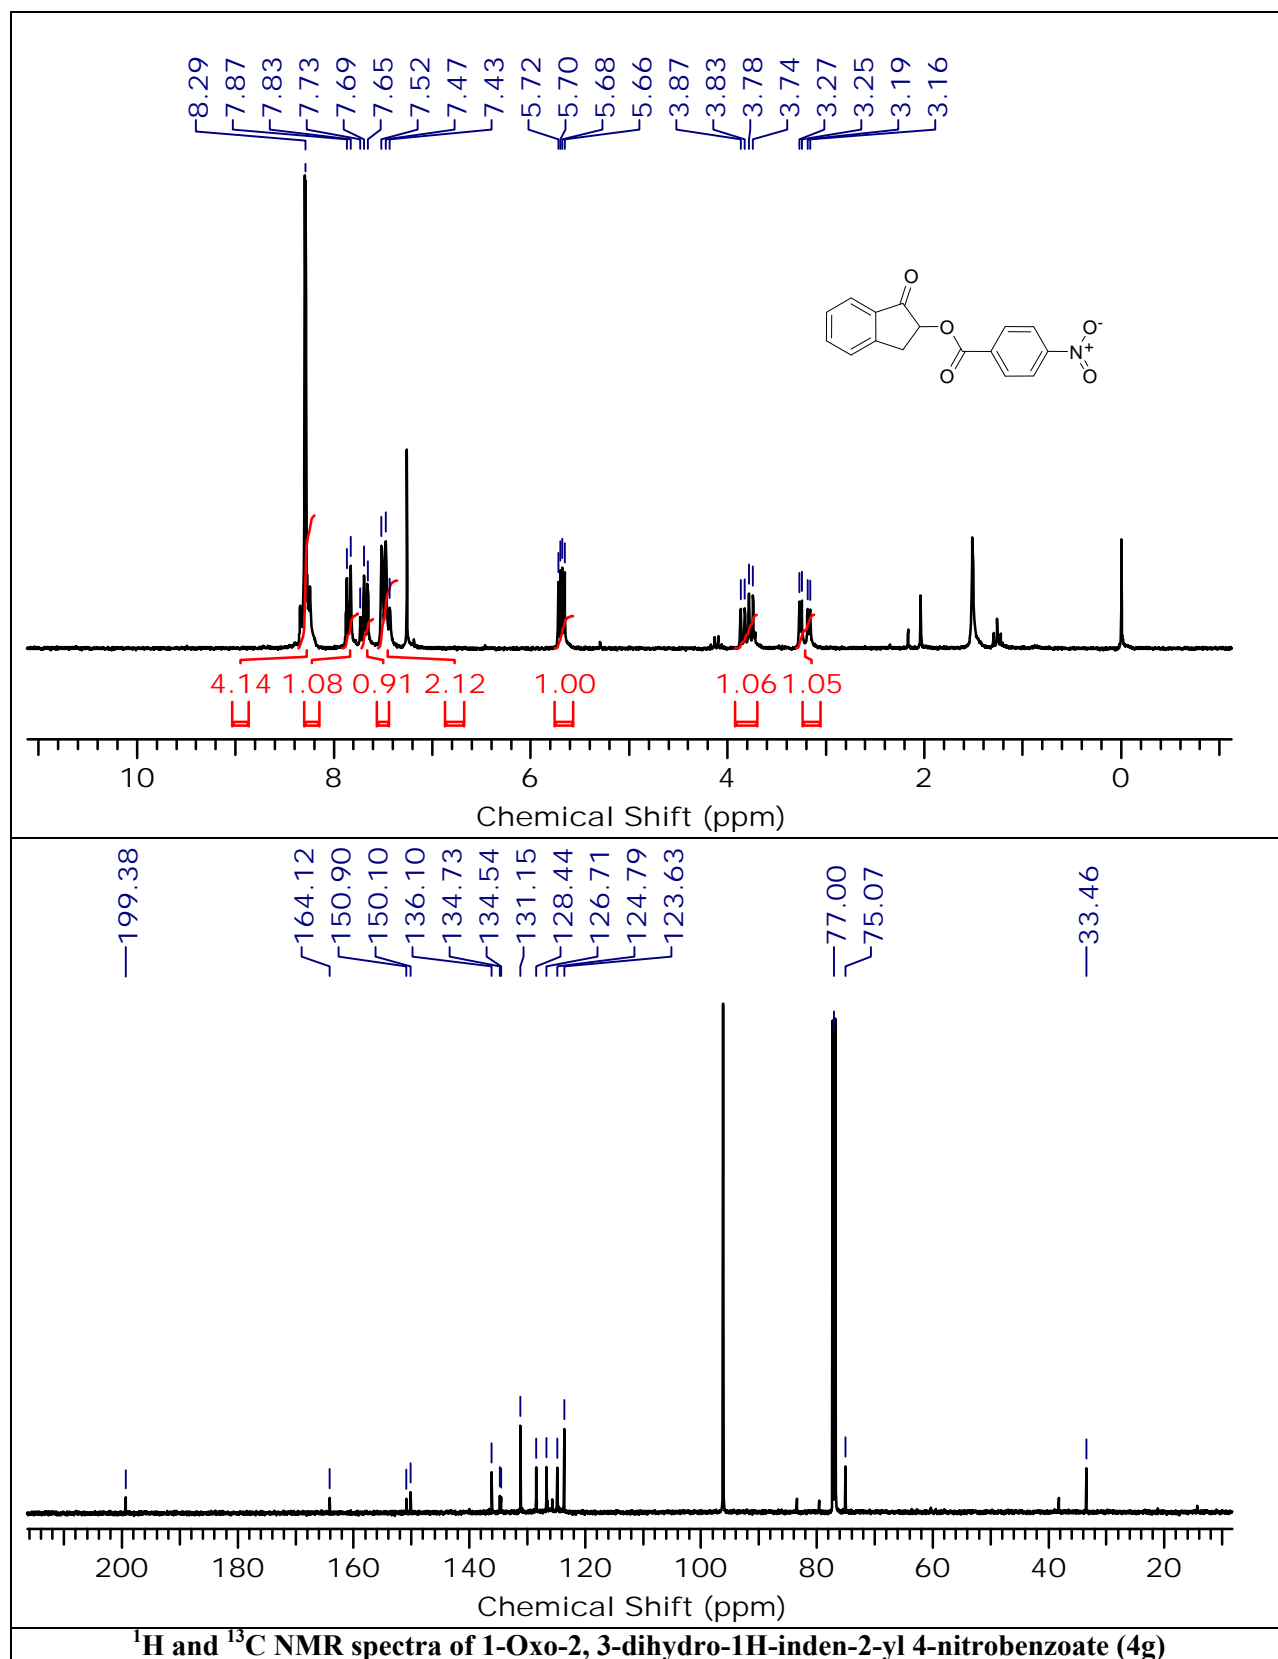 8.29 7.87 7.83 7.73 7.69 7.65 7.52 7.47 7.43 5.72 5.70 5.68 5.66 3.87 3.83 3.78 3.74 3.27 3.25 3.19 3.16
O
O
O
N+
O-
O
4.14 1.08 0.91 2.12 1.00 1.06 1.05
10 8 6 4 2 0
Chemical Shift (ppm)
199.38 164.12 150.90 150.10 136.10 134.73 134.54 131.15 128.44 126.71 124.79 123.63 77.00 75.07 33.46
200 180 160 140 120 100 80 60 40 20
Chemical Shift (ppm)
¹H and ¹³C NMR spectra of 1-Oxo-2, 3-dihydro-1H-inden-2-yl 4-nitrobenzoate (4g)